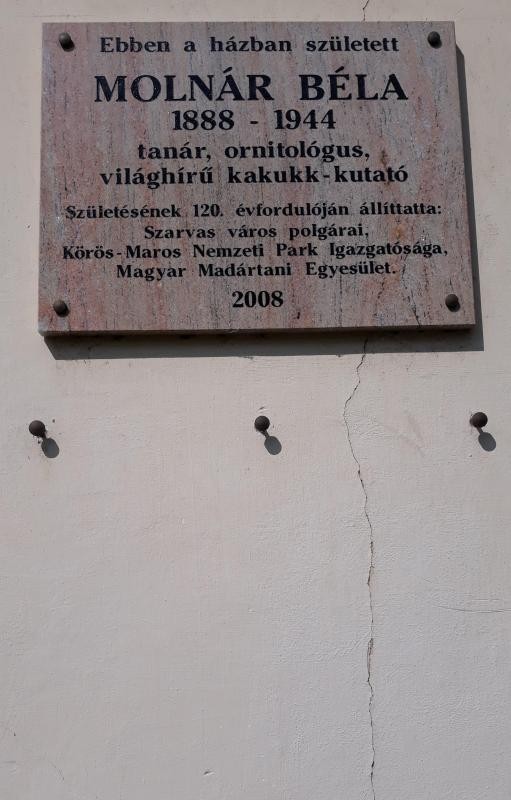 Ebben a házban született
MOLNÁR BÉLA
1888 - 1944
tanár, ornitológus,
világhírű kakukk-kutató
Születésének 120. évfordulóján állíttatta:
Szarvas város polgárai,
Körös-Maros Nemzeti Park Igazgatósága,
Magyar Madártani Egyesület.
2008